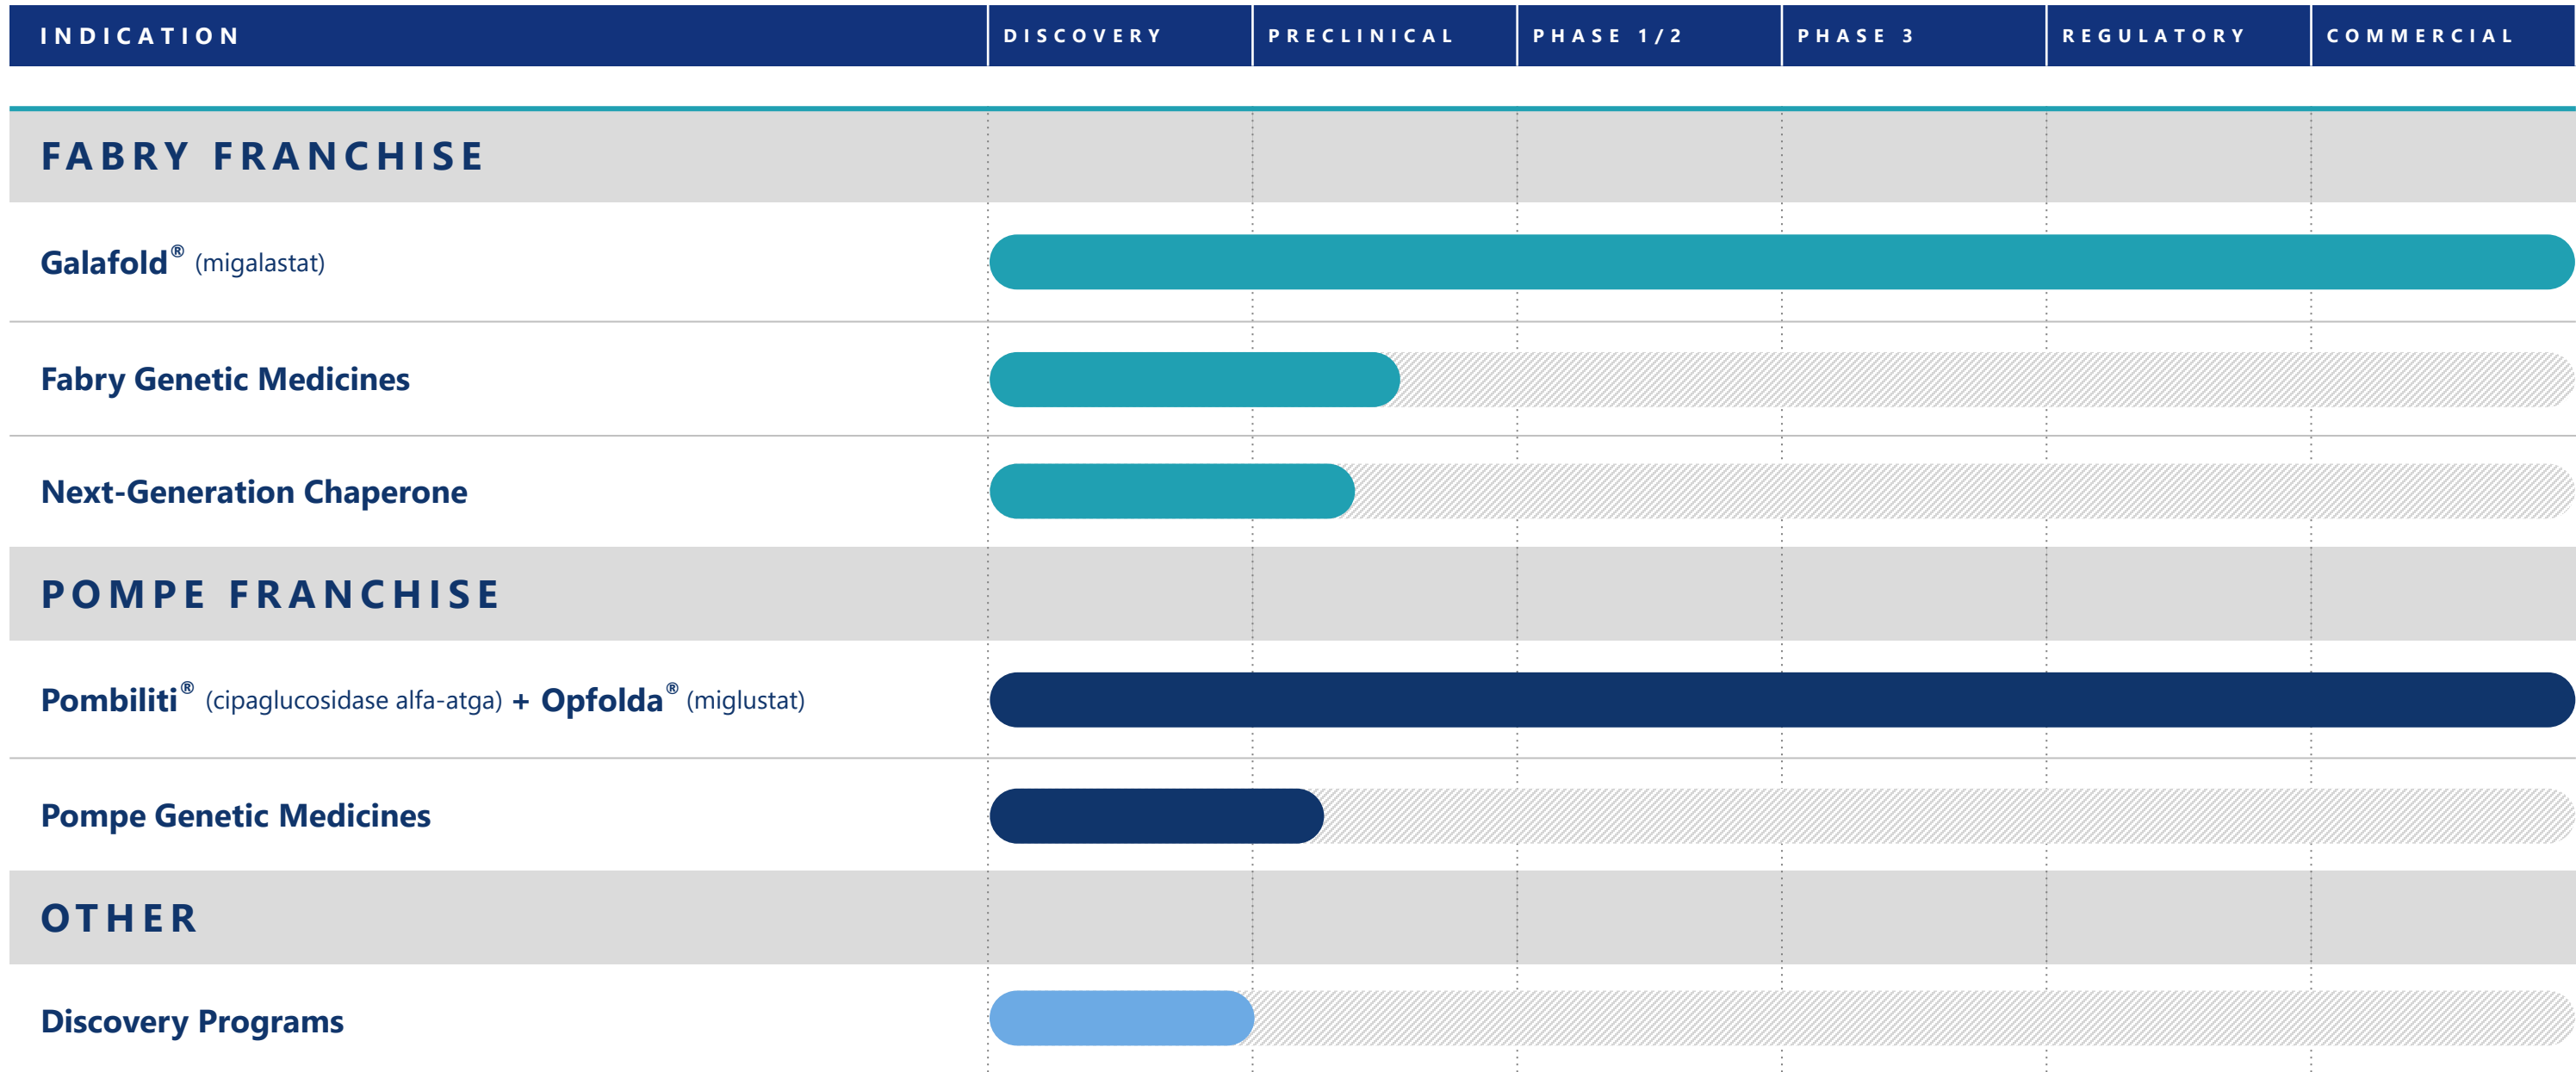 INDICATION DISCOVERY PRECLINICAL PHASE 1/2 PHASE 3 REGULATORY COMMERCIAL
FABRY FRANCHISE
Galafold® (migalastat)
Fabry Genetic Medicines
Next-Generation Chaperone
POMPE FRANCHISE
Pombiliti® (cipaglucosidase alfa-atga) + Opfolda® (miglustat)
Pompe Genetic Medicines
OTHER
Discovery Programs